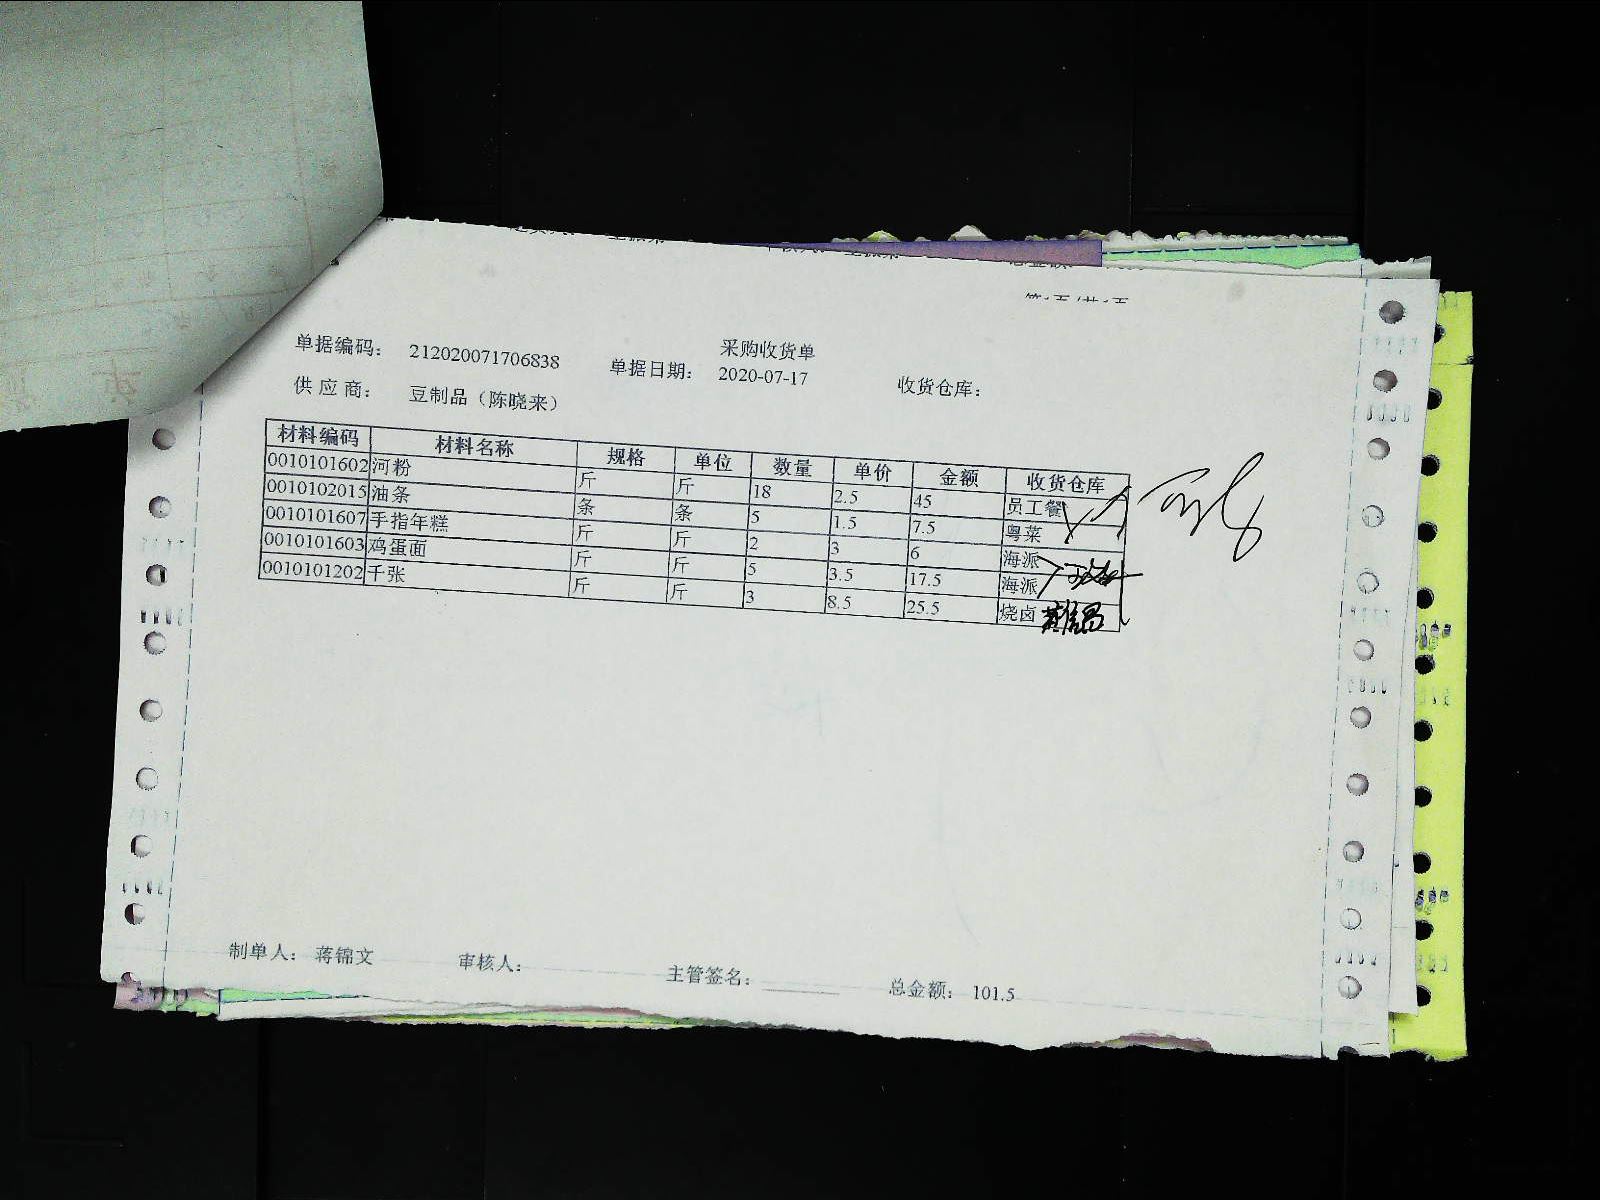 采购收货单
单据编码： 212020071706838 单据日期： 2020-07-17 收货仓库：
供 应 商： 豆制品（陈晓来）
材料编码 材料名称 规格 单位 数量 单价 金额 收货仓库
0010101602 河粉 斤 斤 18 2.5 45 员工餐
0010102015 油条 条 条 5 1.5 7.5 粤菜
0010101607 手指年糕 斤 斤 2 3 6 海派
0010101603 鸡蛋面 斤 斤 5 3.5 17.5 海派
0010101202 千张 斤 斤 3 8.5 25.5 烧卤
制单人： 蒋锦文 审核人： 主管签名： 总金额： 101.5